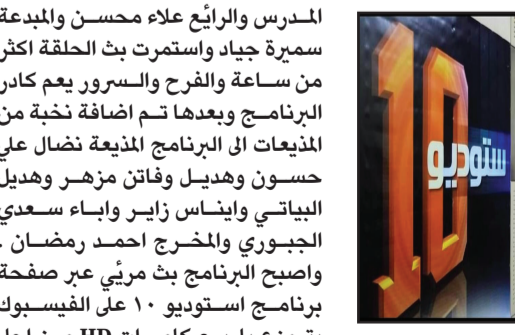 المدرس والرائع علاء محسن والمبدعة
سميرة جياد واستمرت بث الحلقة اكثر
من ساعة والفرح والسرور يعم كادر
البرنامج وبعدها تم اضافة نخبة من
المذيعات الى البرنامج المذيعة نضال علي
حسون وهديل وفاتن مزهر وهديل
البياتي وايناس زاير واباء سعدي
الجبوري والمخرج احمد رمضان .
واصبح البرنامج بث مرئي عبر صفحة
برنامج استوديو ١٠ على الفيسبوك
ستوديو
10